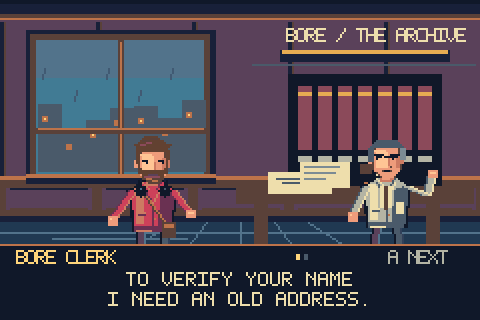 BORE / THE ARCHIVE
BORE CLERK
A NEXT
TO VERIFY YOUR NAME
I NEED AN OLD ADDRESS.